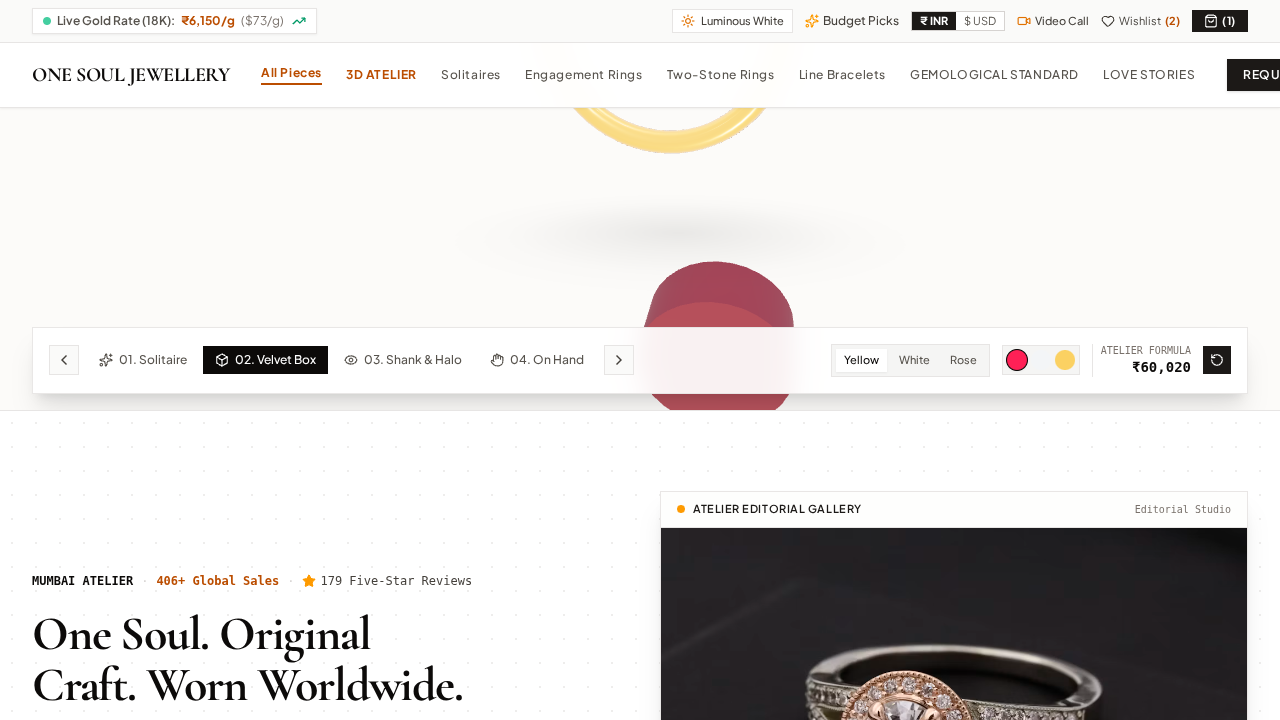 Live Gold Rate (18K): ₹6,150/g ($73/g)
Luminous White
Budget Picks
₹ INR $ USD
Video Call
Wishlist (2)
(1)
ONE SOUL JEWELLERY
All Pieces
3D ATELIER
Solitaires
Engagement Rings
Two-Stone Rings
Line Bracelets
GEMOLOGICAL STANDARD
LOVE STORIES
REQU
01. Solitaire
02. Velvet Box
03. Shank & Halo
04. On Hand
Yellow White Rose
ATELIER FORMULA
₹60,020
ATELIER EDITORIAL GALLERY
Editorial Studio
MUMBAI ATELIER · 406+ Global Sales · 179 Five-Star Reviews
One Soul. Original
Craft. Worn Worldwide.